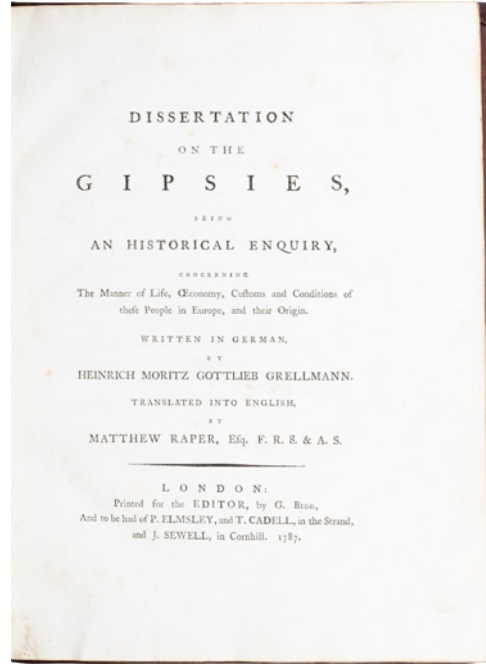 DISSERTATION
ON THE
GIPSIES,
BEING
AN HISTORICAL ENQUIRY,
CONCERNING
The Manner of Life, Œconomy, Cuſtoms and Conditions of
theſe People in Europe, and their Origin.
WRITTEN IN GERMAN,
BY
HEINRICH MORITZ GOTTLIEB GRELLMANN.
TRANSLATED INTO ENGLISH,
BY
MATTHEW RAPER, Eſq. F. R. S. & A. S.
LONDON:
Printed for the EDITOR, by G. BIGG,
And to be had of P. ELMSLEY, and T. CADELL, in the Strand,
and J. SEWELL, in Cornhill. 1787.